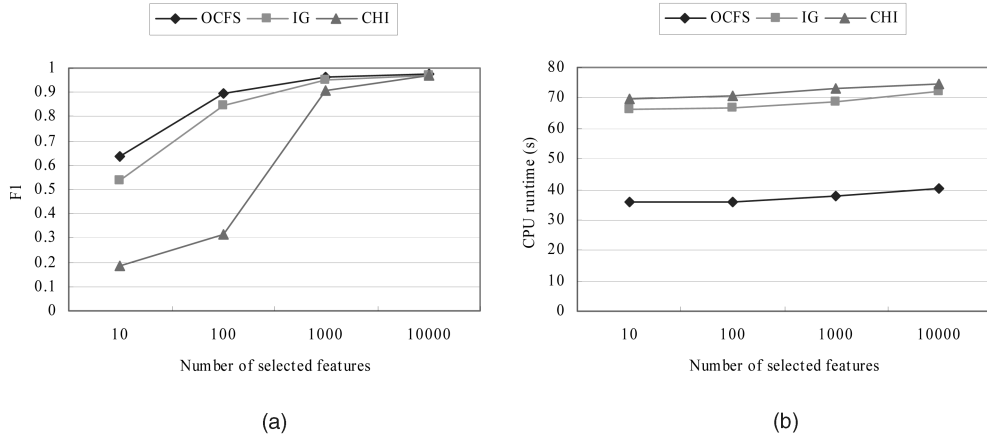 OCFS IG CHI
F1
1
0.9
0.8
0.7
0.6
0.5
0.4
0.3
0.2
0.1
0
10 100 1000 10000
Number of selected features
(a)
OCFS IG CHI
CPU runtime (s)
80
70
60
50
40
30
20
10
0
10 100 1000 10000
Number of selected features
(b)